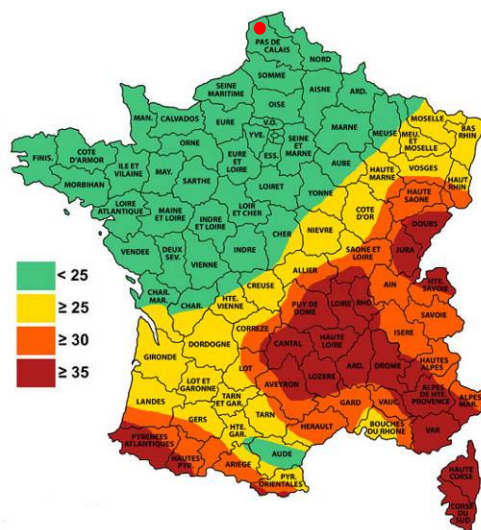 PAS DE
CALAIS
NORD
SOMME
SEINE
MARITIME
AISNE
ARD.
OISE
MAN.
CALVADOS
EURE
V.O.
YVE.
ESS.
SEINE
ET
MARNE
MARNE
MEUSE
MOSELLE
MEU.
ET
MOSELLE
BAS
RHIN
ORNE
FINIS.
COTE
D'ARMOR
ILE ET
VILAINE
MAY.
SARTHE
EURE
ET
LOIRE
AUBE
HAUTE
MARNE
VOSGES
HAUT
RHIN
MORBIHAN
LOIRET
YONNE
HAUTE
SAONE
LOIRE
ATLANTIQUE
MAINE
ET LOIRE
INDRE
ET LOIRE
LOIR
ET CHER
CHER
NIEVRE
COTE
D'OR
DOUBS
VENDEE
DEUX
SEV.
VIENNE
INDRE
SAONE ET
LOIRE
JURA
< 25
≥ 25
≥ 30
≥ 35
CHAR.
MAR.
CHAR.
HTE.
VIENNE
CREUSE
ALLIER
AIN
HTE.
SAVOIE
PUY DE
DOME
LOIRE
RHO.
SAVOIE
CORREZE
ISERE
GIRONDE
DORDOGNE
CANTAL
HAUTE
LOIRE
LOT
ARD.
DROME
HAUTES
ALPES
LOT ET
GARONNE
AVEYRON
LOZERE
LANDES
TARN
ET GAR.
GARD
VAUC.
ALPES
DE HTE.
PROVENCE
ALPES
MAR.
GERS
TARN
HERAULT
BOUCHES
DU RHONE
VAR
PYRENEES
ATLANTIQUES
HAUTES
PYR.
HTE.
GAR.
ARIEGE
AUDE
PYR.
ORIENTALES
HAUTE
CORSE
CORSE
DU SUD